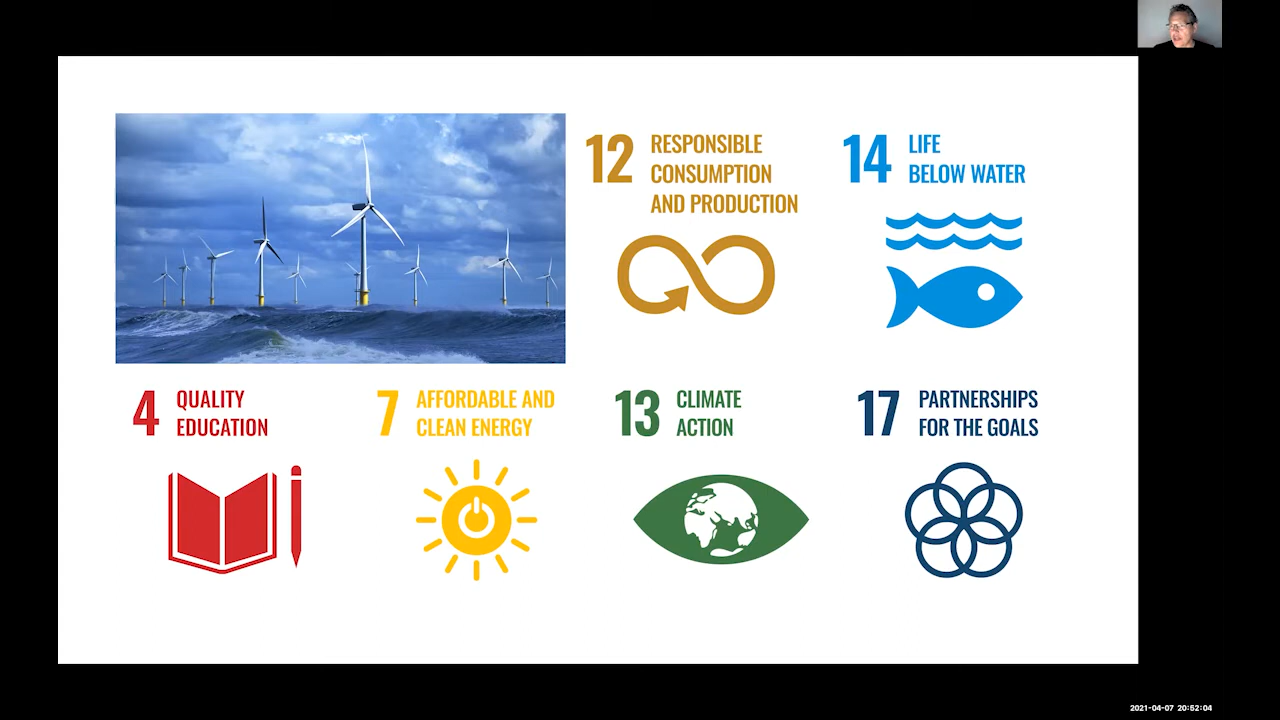 12 RESPONSIBLE
CONSUMPTION
AND PRODUCTION
14 LIFE
BELOW WATER
4 QUALITY
EDUCATION
7 AFFORDABLE AND
CLEAN ENERGY
13 CLIMATE
ACTION
17 PARTNERSHIPS
FOR THE GOALS
2021-04-07 20:52:04